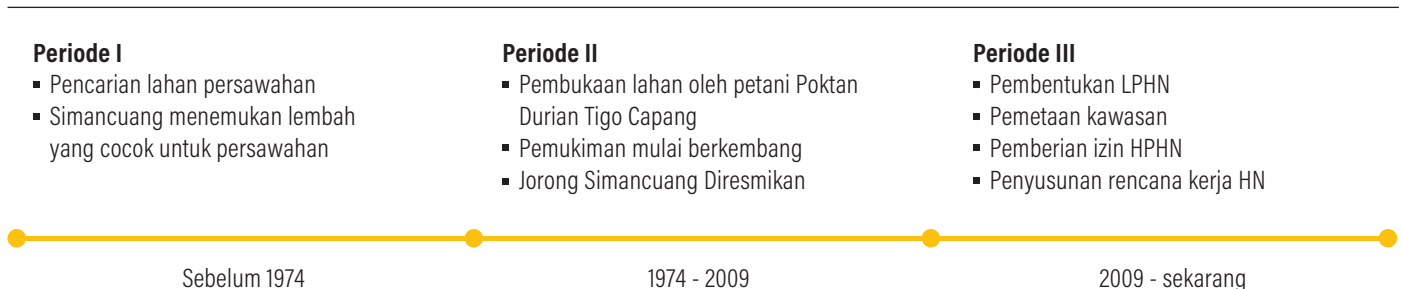 Periode I
▪ Pencarian lahan persawahan
▪ Simancuang menemukan lembah
yang cocok untuk persawahan
Periode II
▪ Pembukaan lahan oleh petani Poktan
Durian Tigo Capang
▪ Pemukiman mulai berkembang
▪ Jorong Simancuang Diresmikan
Periode III
▪ Pembentukan LPHN
▪ Pemetaan kawasan
▪ Pemberian izin HPHN
▪ Penyusunan rencana kerja HN
Sebelum 1974
1974 - 2009
2009 - sekarang